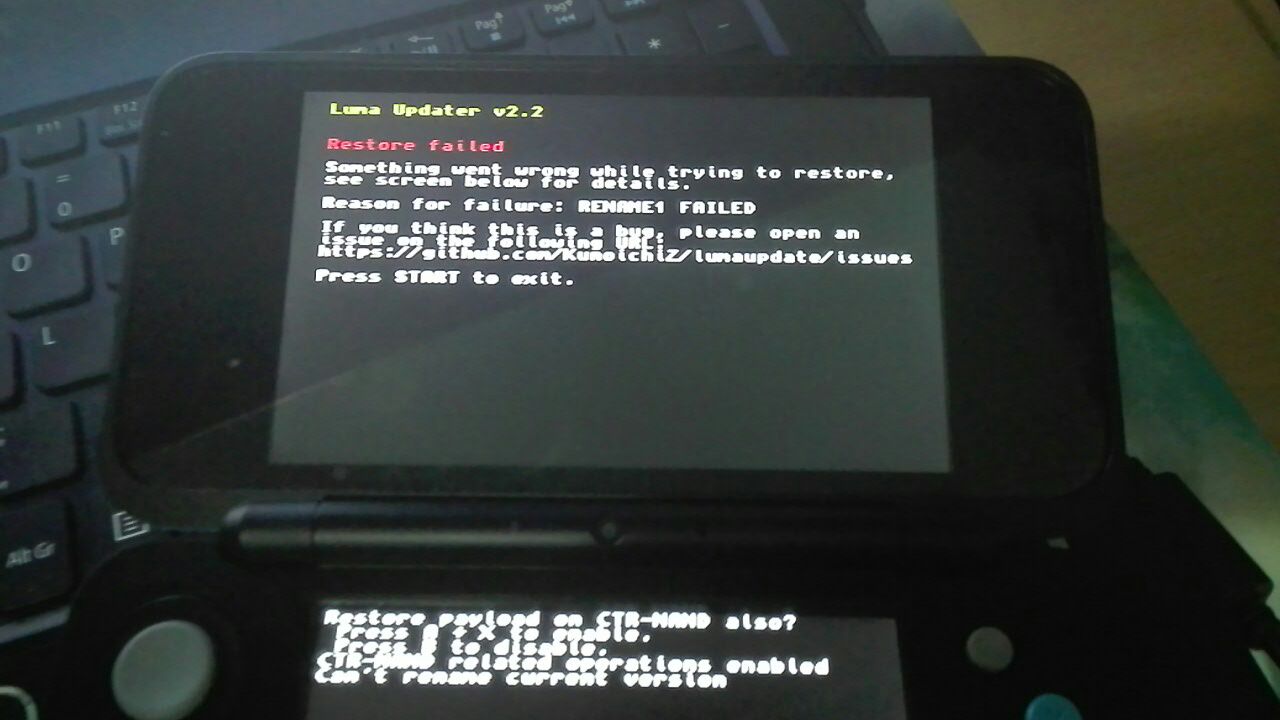 Luma Updater v2.2
Restore failed
Something went wrong while trying to restore,
see screen below for details.
Reason for failure: RENAME1 FAILED
If you think this is a bug, please open an
issue on the following URL:
https://github.com/KunoichiZ/lumaupdate/issues
Press START to exit.
Restore payload on CTR-NAND also?
Press A / X to enable,
Press B to disable.
CTR-NAND related operations enabled
Can't rename current version
F11
F12
Pag
Pag
*
-
=
0
O
P
L
Alt Gr